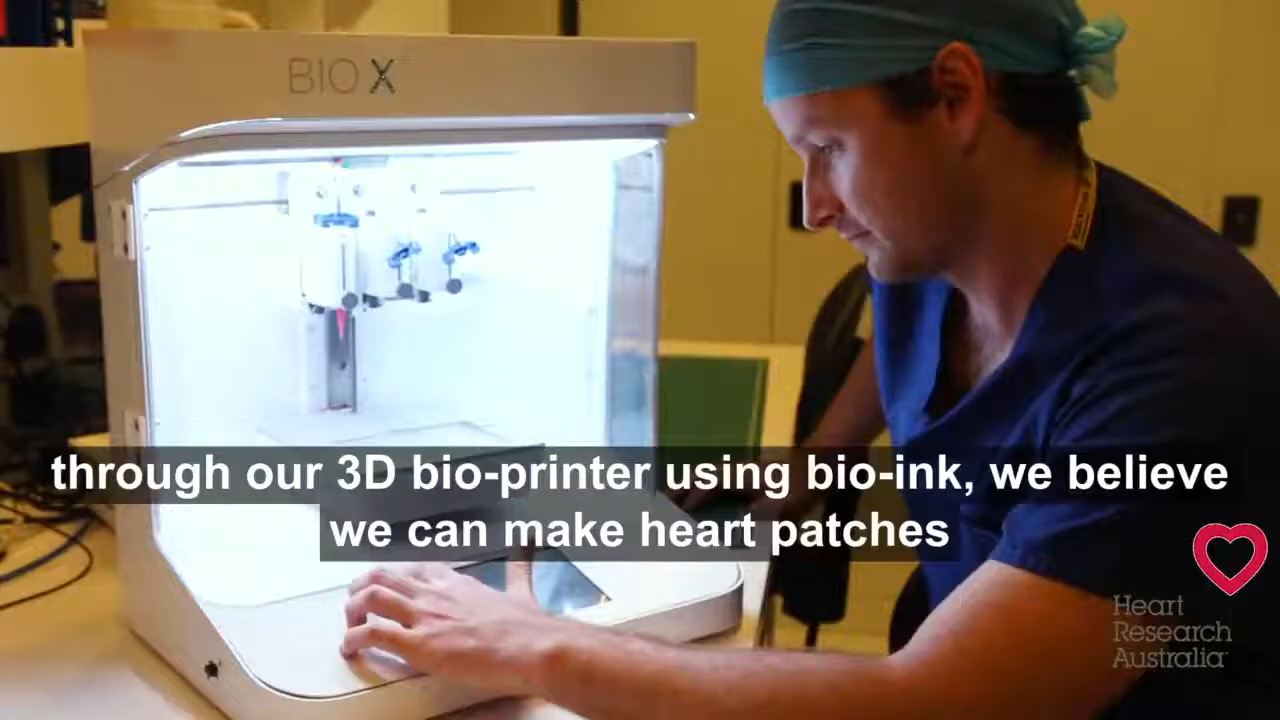 BIO X
through our 3D bio-printer using bio-ink, we believe
we can make heart patches
Heart
Research
Australia